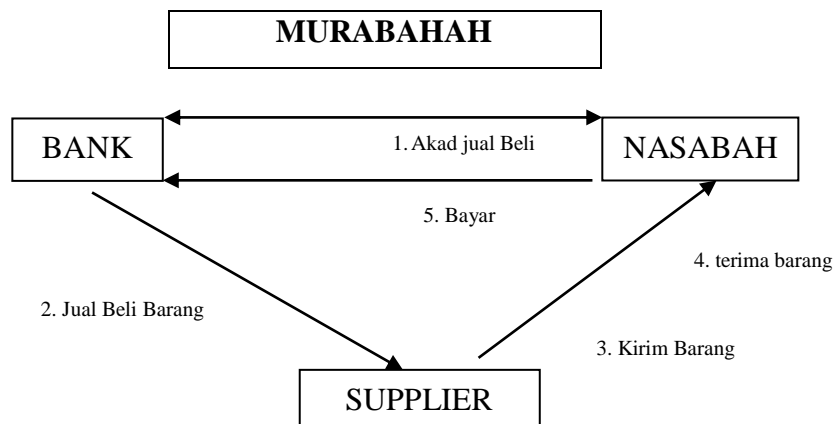 MURABAHAH
BANK
1. Akad jual Beli
NASABAH
5. Bayar
4. terima barang
2. Jual Beli Barang
3. Kirim Barang
SUPPLIER